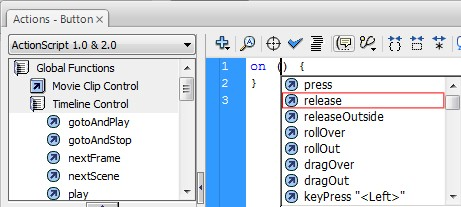 Actions - Button
ActionScript 1.0 & 2.0
Global Functions
Movie Clip Control
Timeline Control
gotoAndPlay
gotoAndStop
nextFrame
nextScene
play
1 on () {
2 }
3
press
release
releaseOutside
rollOver
rollOut
dragOver
dragOut
keyPress "<Left>"